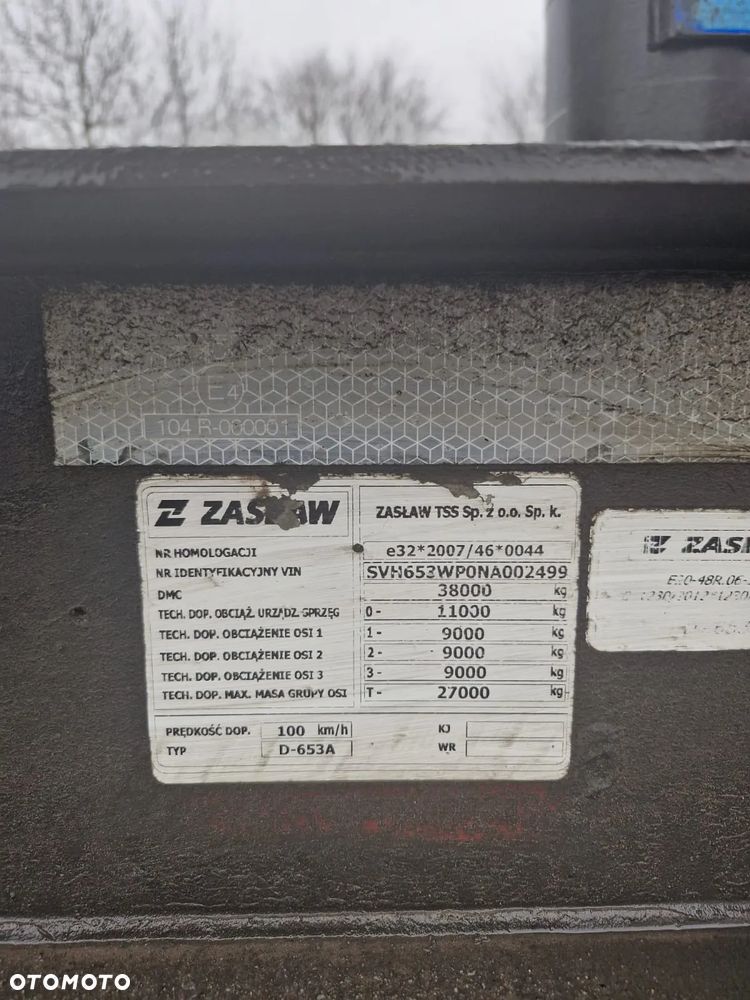 E4
104 R-000001
ZASŁAW
ZASŁAW TSS Sp. z o.o. Sp. k.
NR HOMOLOGACJI e32*2007/46*0044
NR IDENTYFIKACYJNY VIN SVH653WP0NA002499
DMC 38000 kg
TECH. DOP. OBCIĄŻ. URZĄDZ. SPRZĘG 0- 11000 kg
TECH. DOP. OBCIĄŻENIE OSI 1 1- 9000 kg
TECH. DOP. OBCIĄŻENIE OSI 2 2- 9000 kg
TECH. DOP. OBCIĄŻENIE OSI 3 3- 9000 kg
TECH. DOP. MAX. MASA GRUPY OSI T- 27000 kg
PRĘDKOŚĆ DOP. 100 km/h KJ
TYP D-653A WR
ZASŁ
OTOMOTO